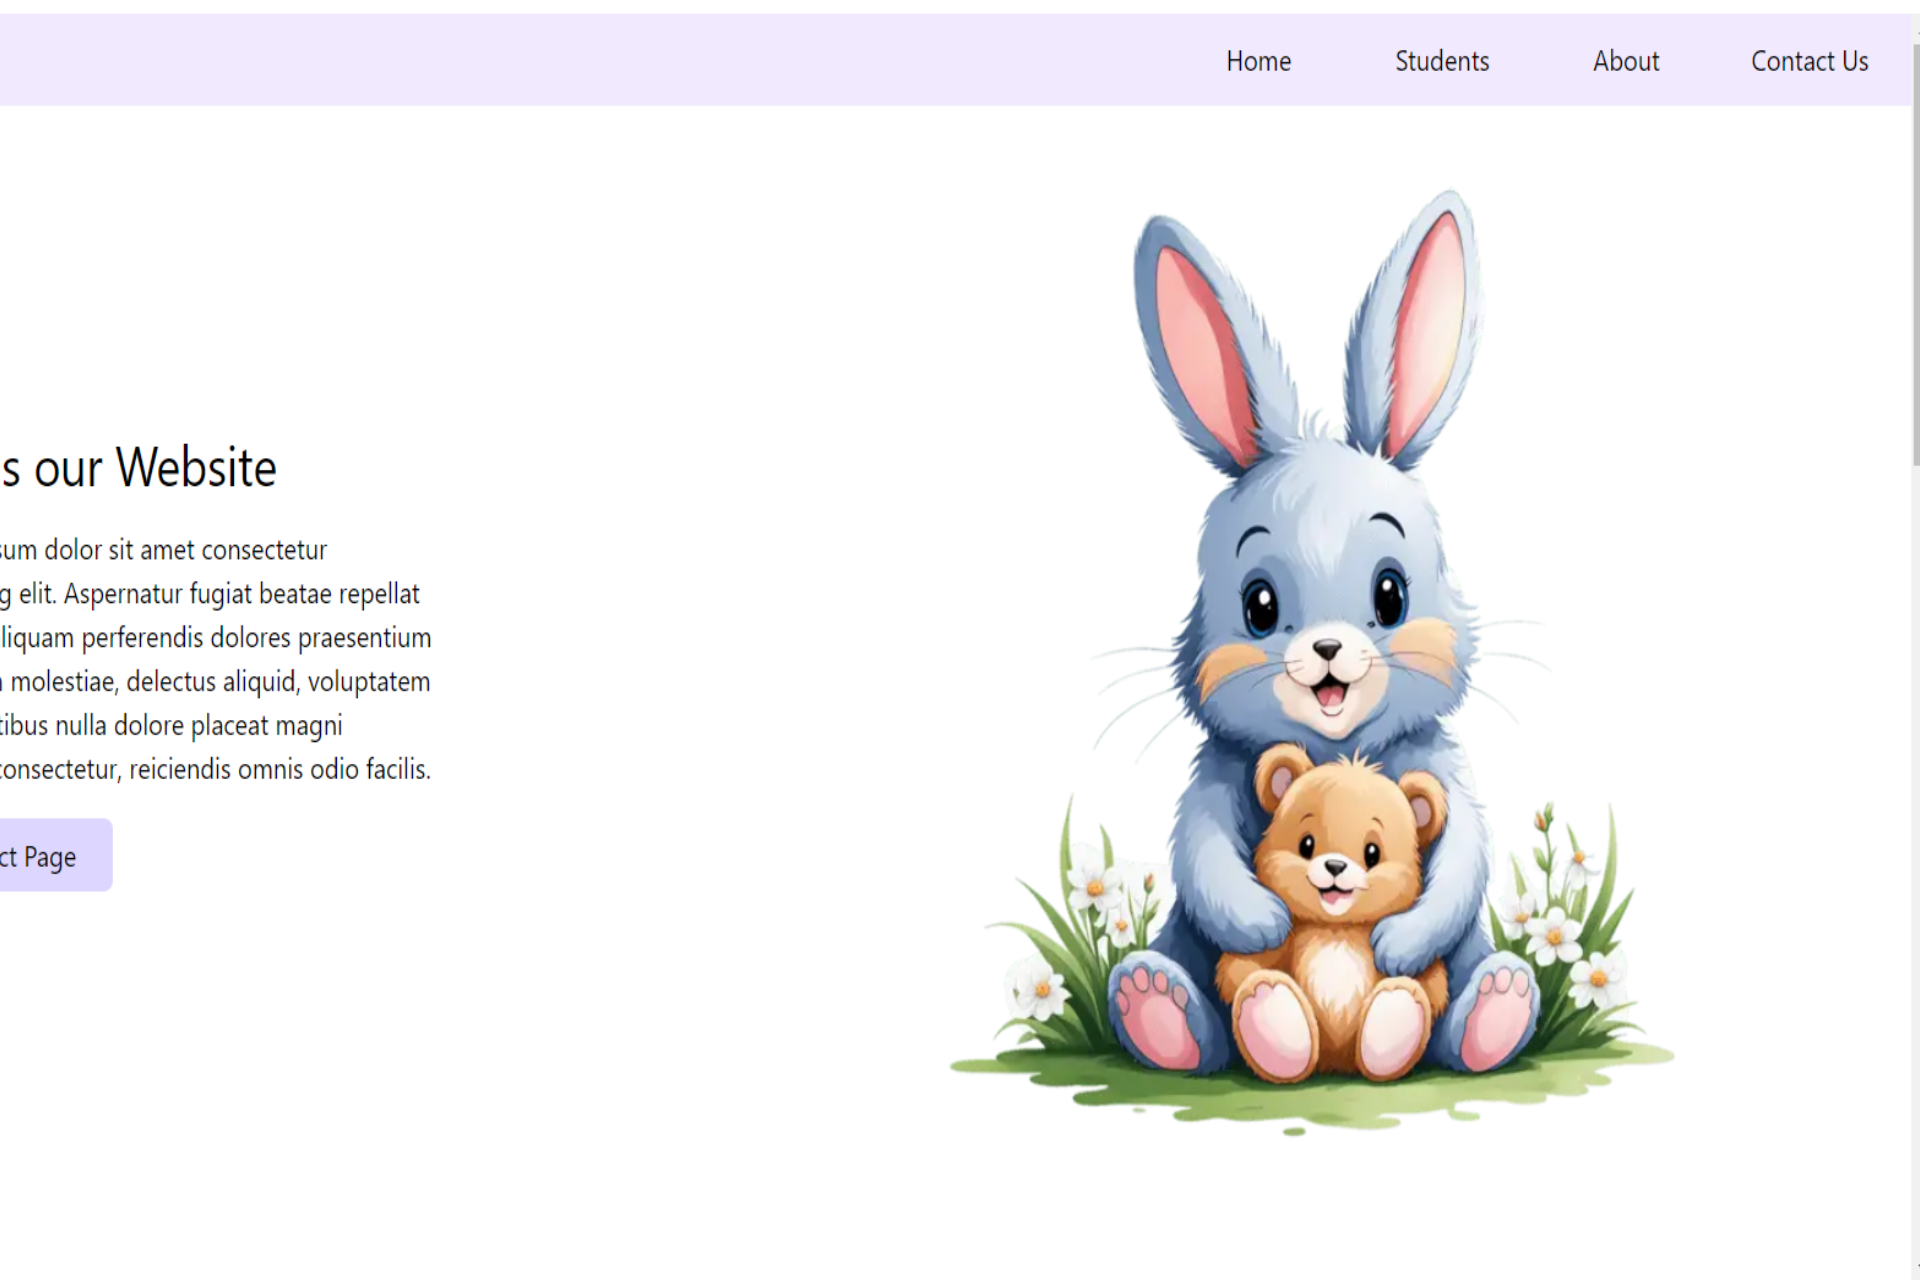 Home Students About Contact Us
s our Website
sum dolor sit amet consectetur
g elit. Aspernatur fugiat beatae repellat
liquam perferendis dolores praesentium
molestiae, delectus aliquid, voluptatem
tibus nulla dolore placeat magni
consectetur, reiciendis omnis odio facilis.
ct Page